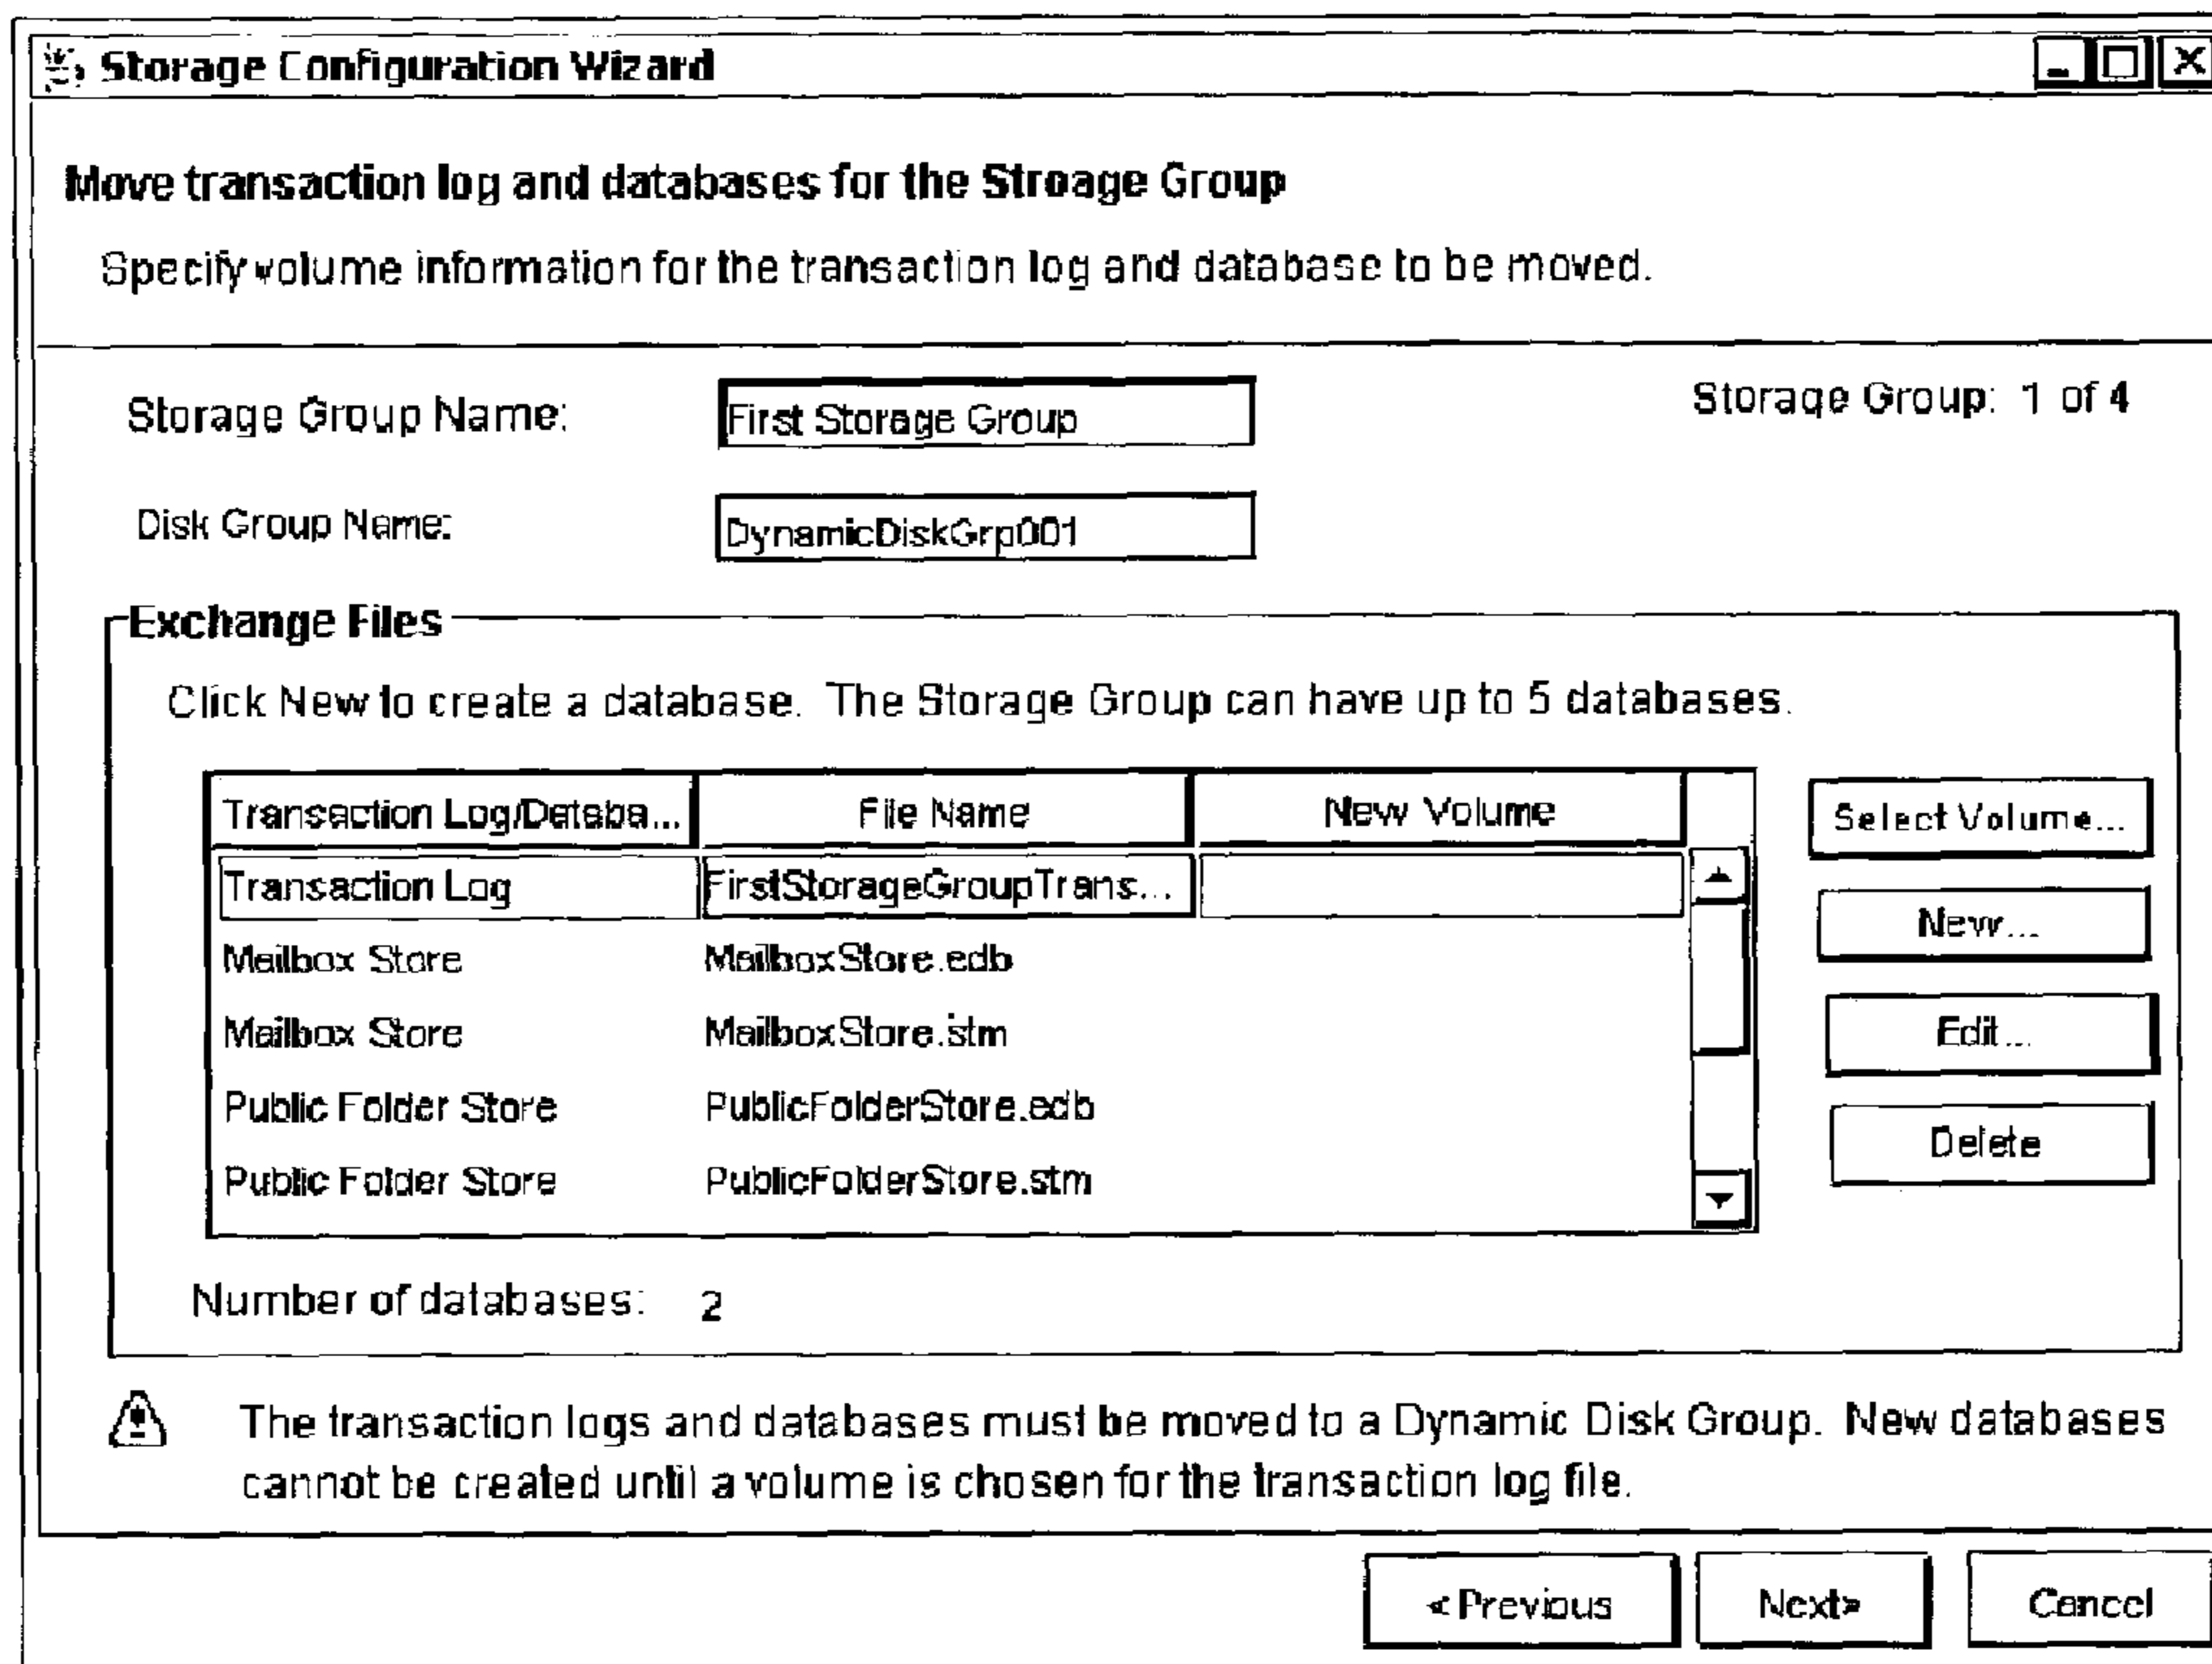 Storage Configuration Wizard
Move transaction log and databases for the Stroage Group
Specify volume information for the transaction log and database to be moved.
Storage Group Name:
First Storage Group
Storage Group: 1 of 4
Disk Group Name:
DynamicDiskGrp001
Exchange Files
Click New to create a database. The Storage Group can have up to 5 databases.
Transaction Log/Databa... File Name New Volume
Transaction Log FirstStorageGroupTrans...
Mailbox Store MailboxStore.edb
Mailbox Store MailboxStore.stm
Public Folder Store PublicFolderStore.edb
Public Folder Store PublicFolderStore.stm
Select Volume...
New...
Edit...
Delete
Number of databases: 2
The transaction logs and databases must be moved to a Dynamic Disk Group. New databases
cannot be created until a volume is chosen for the transaction log file.
<Previous Next> Cancel